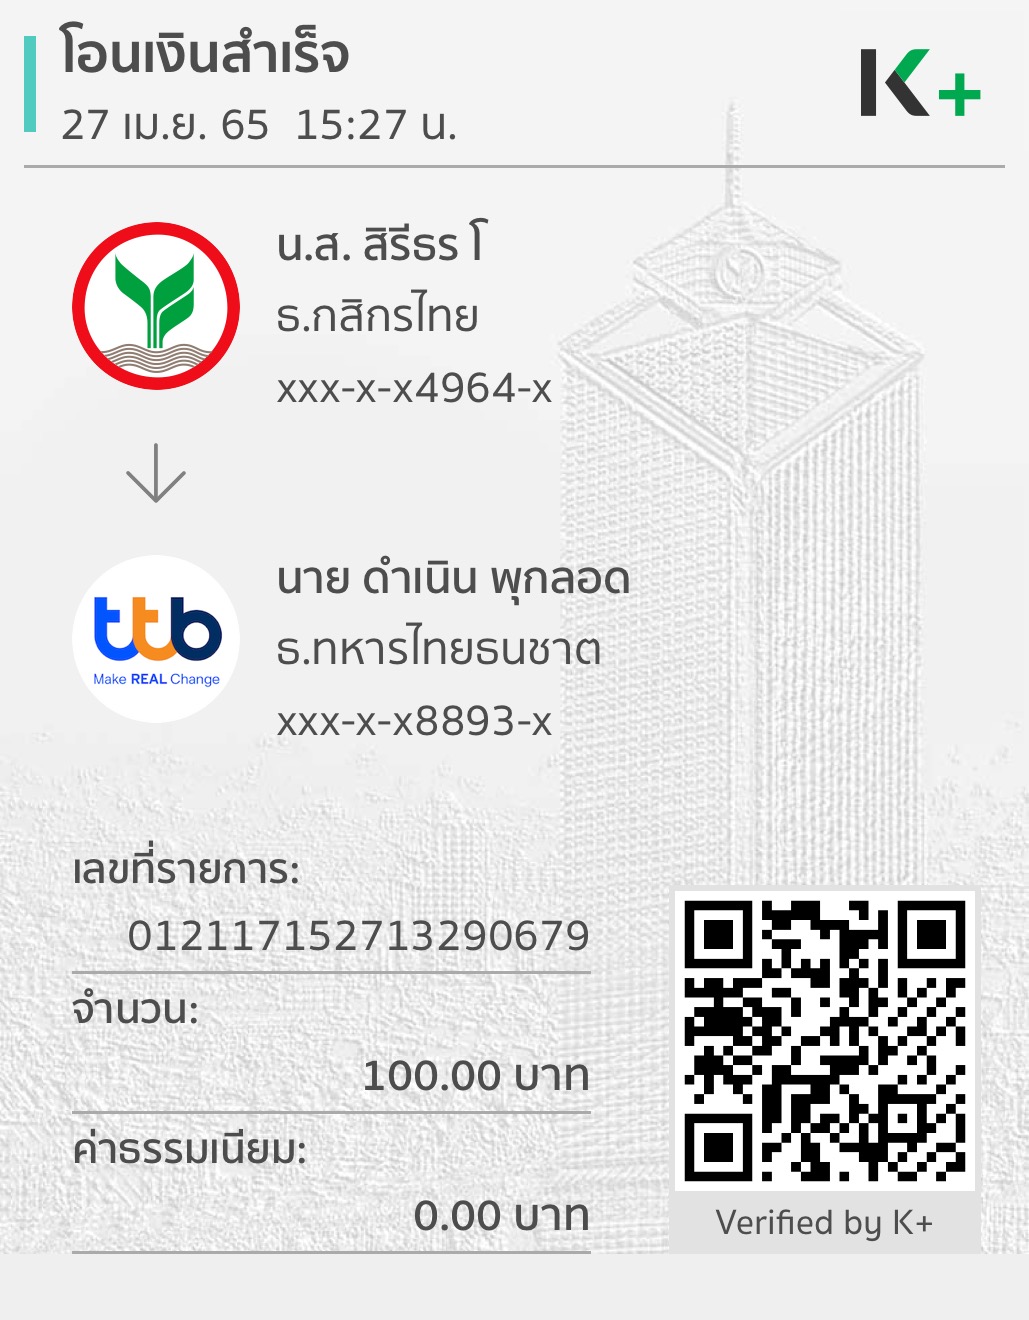 โอนเงินสำเร็จ
27 เม.ย. 65 15:27 น.
K+
น.ส. สิรีธร โ
ธ.กสิกรไทย
xxx-x-x4964-x
นาย ดำเนิน พุกลอด
ttb
ธ.ทหารไทยธนชาต
Make REAL Change
xxx-x-x8893-x
เลขที่รายการ:
012117152713290679
จำนวน:
100.00 บาท
ค่าธรรมเนียม:
0.00 บาท
Verified by K+